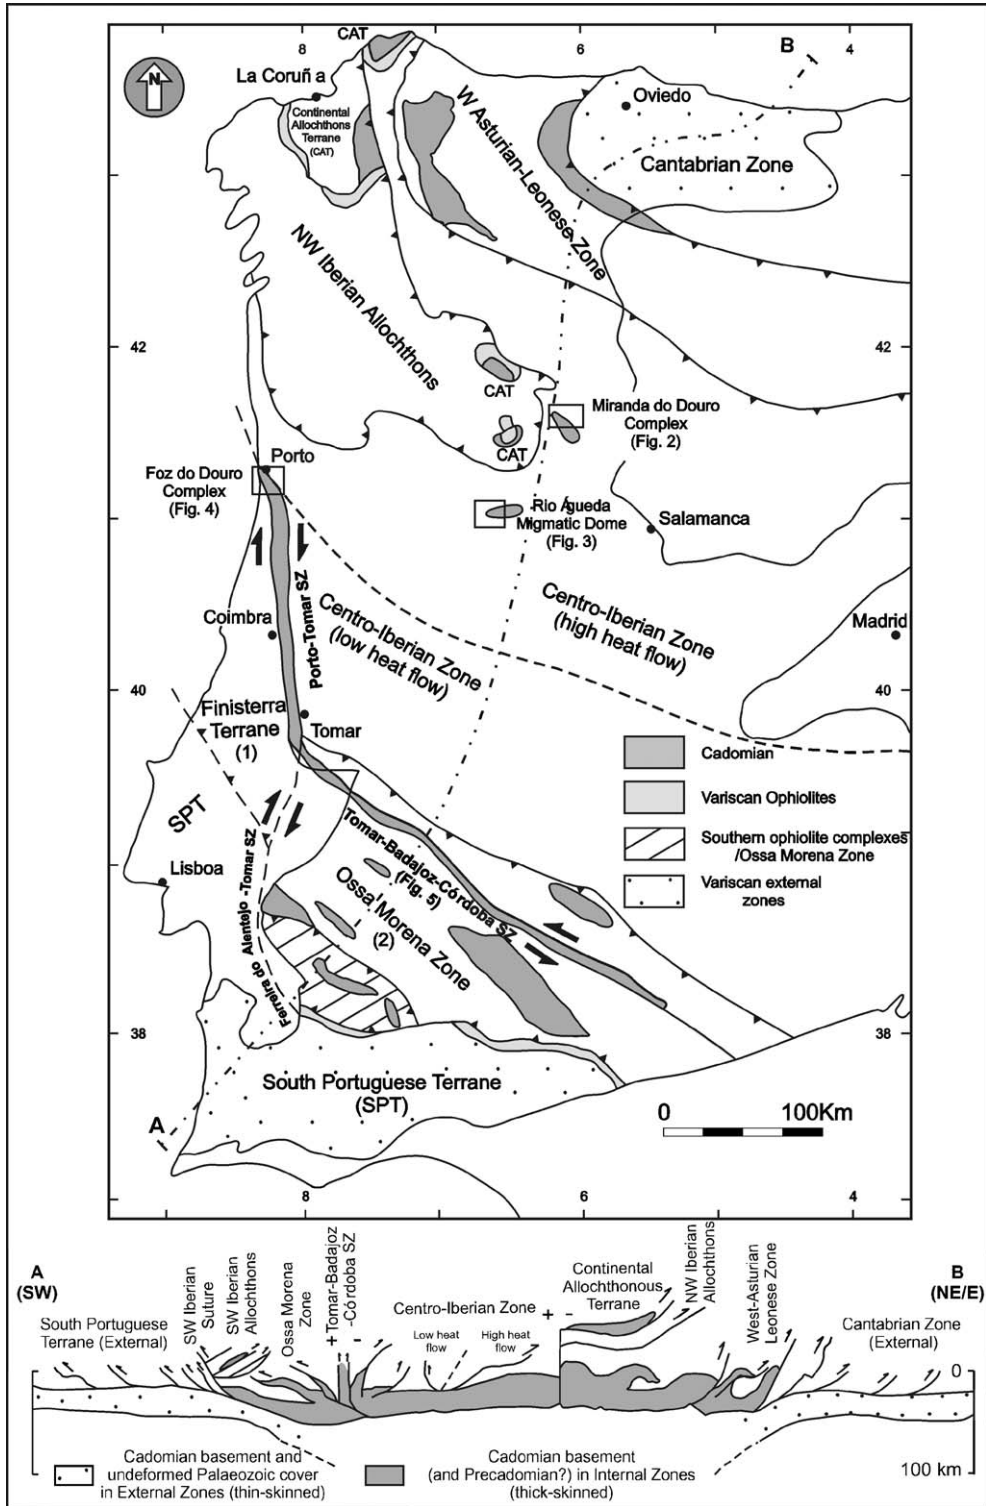 8
6
4
CAT
B
N
La Coruña
Continental
Allochthons
Terrane
(CAT)
Oviedo
W Asturian-Leonese Zone
Cantabrian Zone
NW Iberian Allochthons
42
42
CAT
Miranda do Douro
Complex
(Fig. 2)
CAT
Porto
Foz do Douro
Complex
(Fig. 4)
Rio Águeda
Migmatic Dome
(Fig. 3)
Salamanca
Porto-Tomar SZ
Centro-Iberian Zone
(low heat flow)
Centro-Iberian Zone
(high heat flow)
Madrid
Coimbra
40
40
Finisterra
Terrane
(1)
Tomar
Cadomian
Variscan Ophiolites
Southern ophiolite complexes
/Ossa Morena Zone
Variscan external
zones
SPT
Lisboa
Ferreira do Alentejo -Tomar SZ
Tomar-Badajoz-Córdoba SZ
(Fig. 5)
Ossa Morena Zone
(2)
38
38
South Portuguese Terrane
(SPT)
0 100Km
A
8
6
4
A
(SW)
B
(NE/E)
South Portuguese
Terrane (External)
SW Iberian
Suture
SW Iberian
Allochthons
Ossa Morena
Zone
+Tomar-Badajoz
-Córdoba SZ
-
Centro-Iberian Zone
Low heat
flow
High heat
flow
+ -
Continental
Allochthonous
Terrane
NW Iberian
Allochthons
West-Asturian
Leonese Zone
Cantabrian Zone
(External)
0
100 km
Cadomian basement and
undeformed Palaeozoic cover
in External Zones (thin-skinned)
Cadomian basement
(and Precadomian?) in Internal Zones
(thick-skinned)